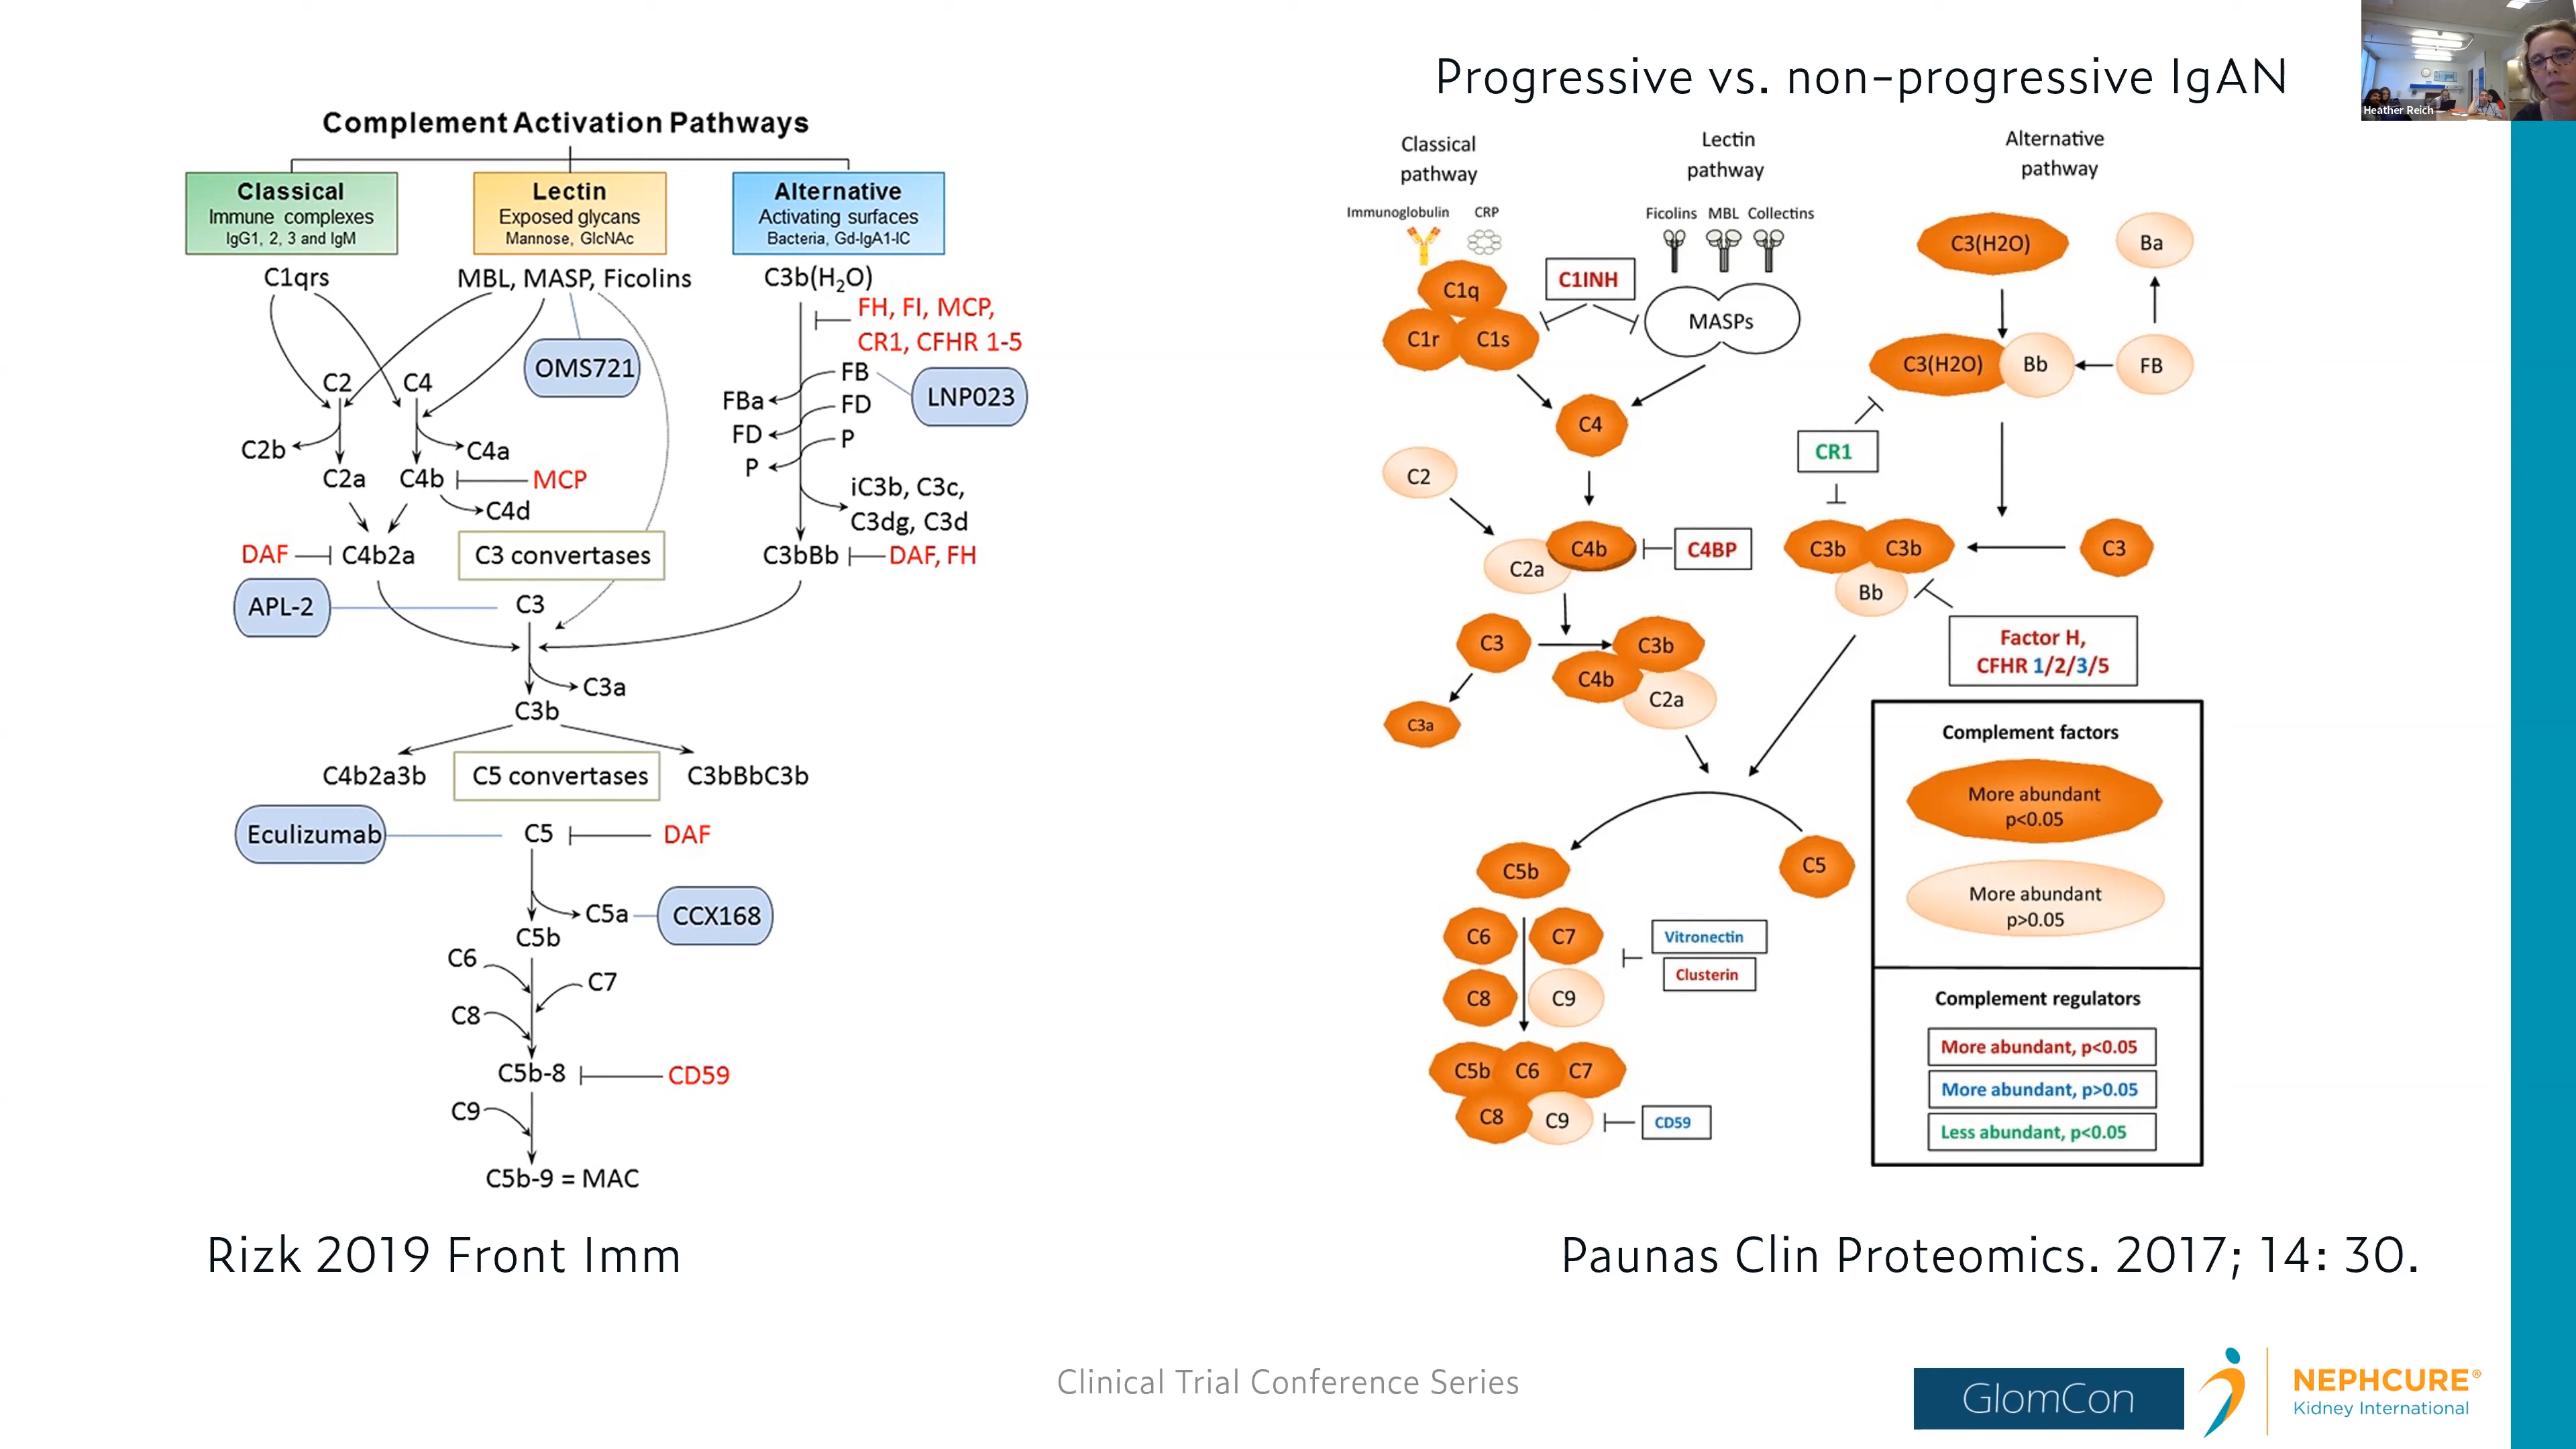 Progressive vs. non-progressive IgAN
Heather Reich
Complement Activation Pathways
Classical
Immune complexes
IgG1, 2, 3 and IgM
Lectin
Exposed glycans
Mannose, GlcNAc
Alternative
Activating surfaces
Bacteria, Gd-IgA1-IC
C1qrs
MBL, MASP, Ficolins
C3b(H₂O)
FH, FI, MCP,
CR1, CFHR 1-5
OMS721
FB
LNP023
C2
C4
FBa
FD
FD
P
P
C2b
C4a
C2a
C4b
MCP
C4d
iC3b, C3c,
C3dg, C3d
DAF
C4b2a
C3 convertases
C3bBb
DAF, FH
APL-2
C3
C3a
C3b
C4b2a3b
C5 convertases
C3bBbC3b
Eculizumab
C5
DAF
C5a
CCX168
C5b
C6
C7
C8
C5b-8
CD59
C9
C5b-9 = MAC
Rizk 2019 Front Imm
Classical
pathway
Lectin
pathway
Alternative
pathway
Immunoglobulin
CRP
Ficolins
MBL
Collectins
C3(H2O)
Ba
C1q
C1INH
C1r
C1s
MASPs
C3(H2O)
Bb
FB
C4
CR1
C2
C2a
C4b
C4BP
C3b
C3b
Bb
C3
Factor H,
CFHR 1/2/3/5
C3
C3b
C4b
C2a
C3a
C5b
C5
C6
C7
Vitronectin
Clusterin
C8
C9
C5b
C6
C7
C8
C9
CD59
Complement factors
More abundant
p<0.05
More abundant
p>0.05
Complement regulators
More abundant, p<0.05
More abundant, p>0.05
Less abundant, p<0.05
Paunas Clin Proteomics. 2017; 14: 30.
Clinical Trial Conference Series
GlomCon
NEPHCURE®
Kidney International